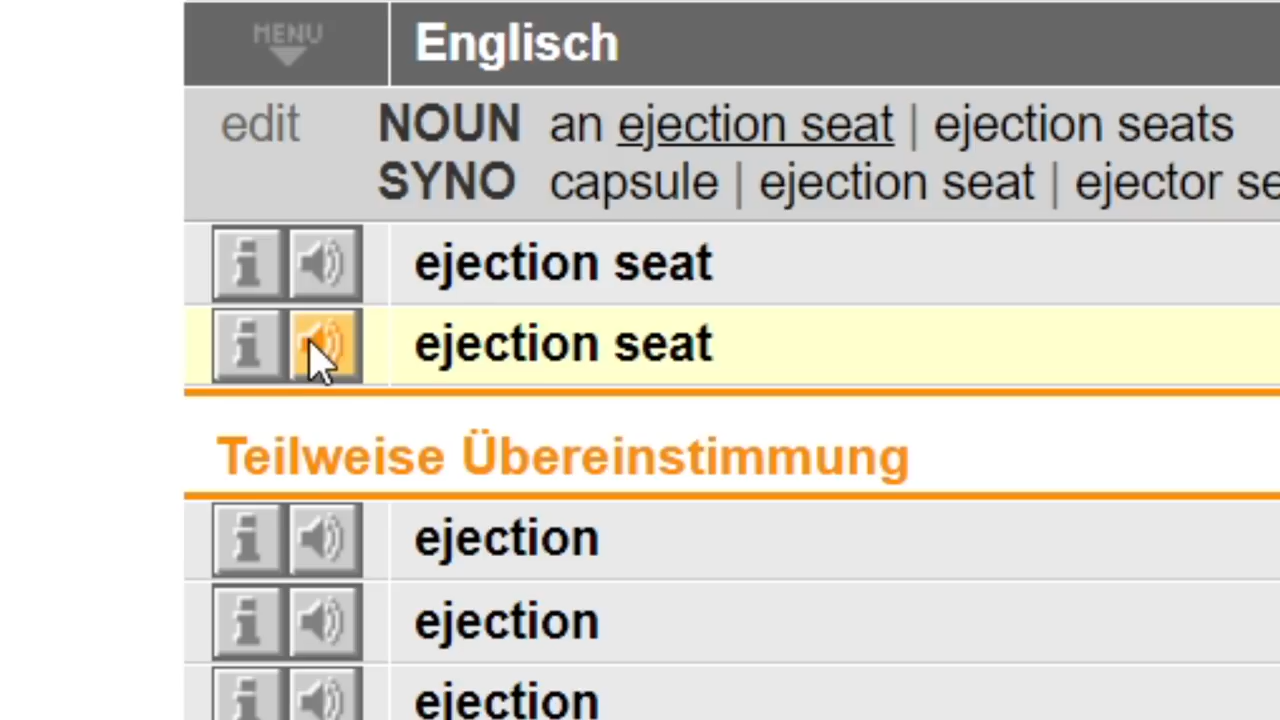 MENU Englisch
edit NOUN an ejection seat | ejection seats
SYNO capsule | ejection seat | ejector se
ejection seat
ejection seat
Teilweise Übereinstimmung
ejection
ejection
ejection